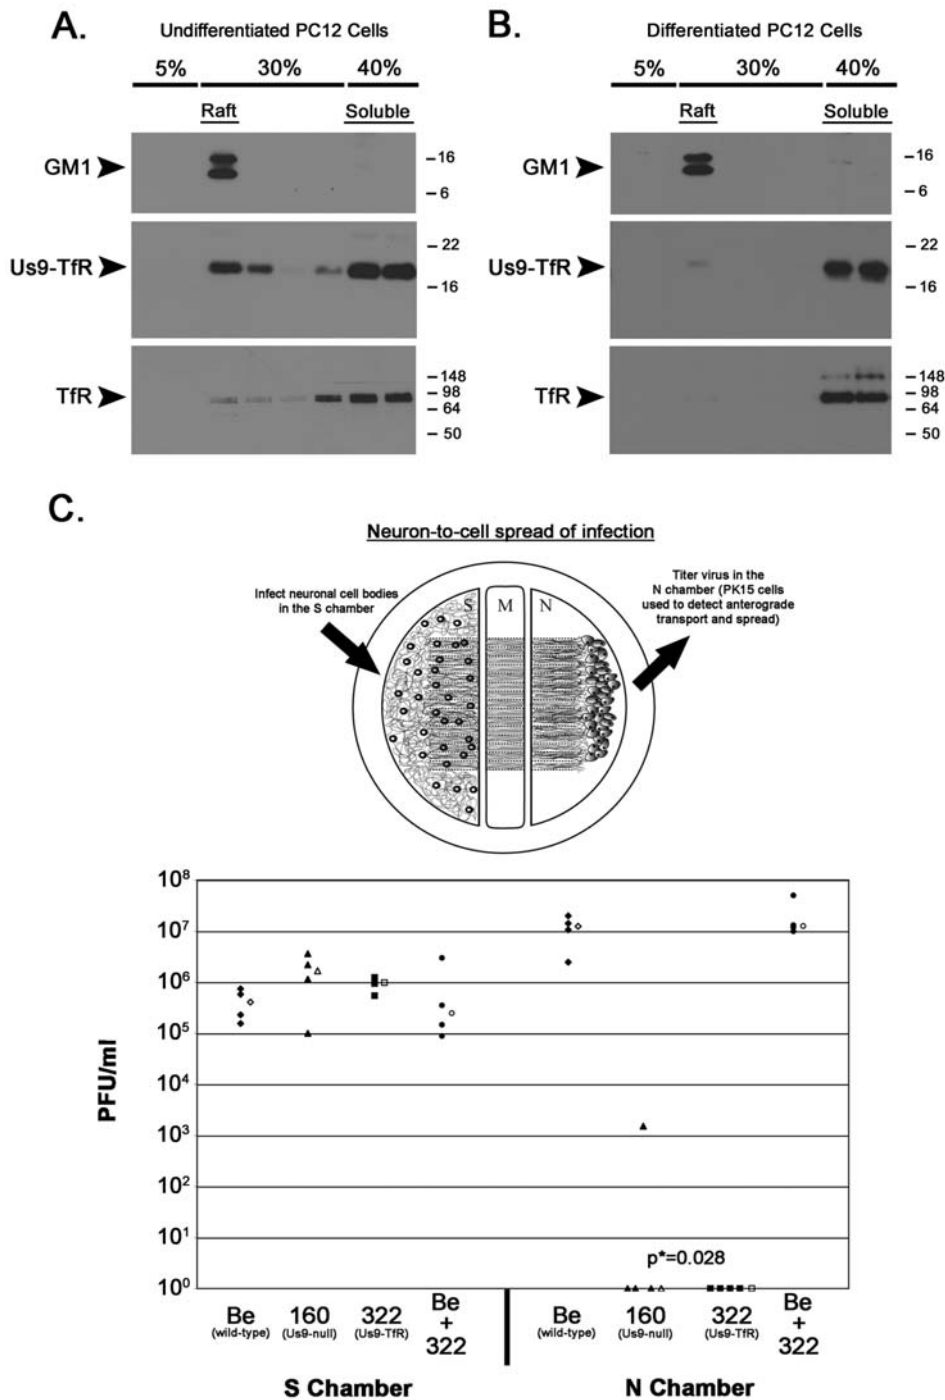 A.
Undifferentiated PC12 Cells
5% 30% 40%
Raft Soluble
GM1
– 16
– 6
Us9-TfR
– 22
– 16
TfR
– 148
– 98
– 64
– 50
B.
Differentiated PC12 Cells
5% 30% 40%
Raft Soluble
GM1
– 16
– 6
Us9-TfR
– 22
– 16
TfR
– 148
– 98
– 64
– 50
C.
Neuron-to-cell spread of infection
Infect neuronal cell bodies
in the S chamber
S M N
Titer virus in the
N chamber (PK15 cells
used to detect anterograde
transport and spread)
PFU/ml
10^8
10^7
10^6
10^5
10^4
10^3
10^2
10^1
10^0
p*=0.028
Be
(wild-type)
160
(Us9-null)
322
(Us9-TfR)
Be
+
322
Be
(wild-type)
160
(Us9-null)
322
(Us9-TfR)
Be
+
322
S Chamber
N Chamber